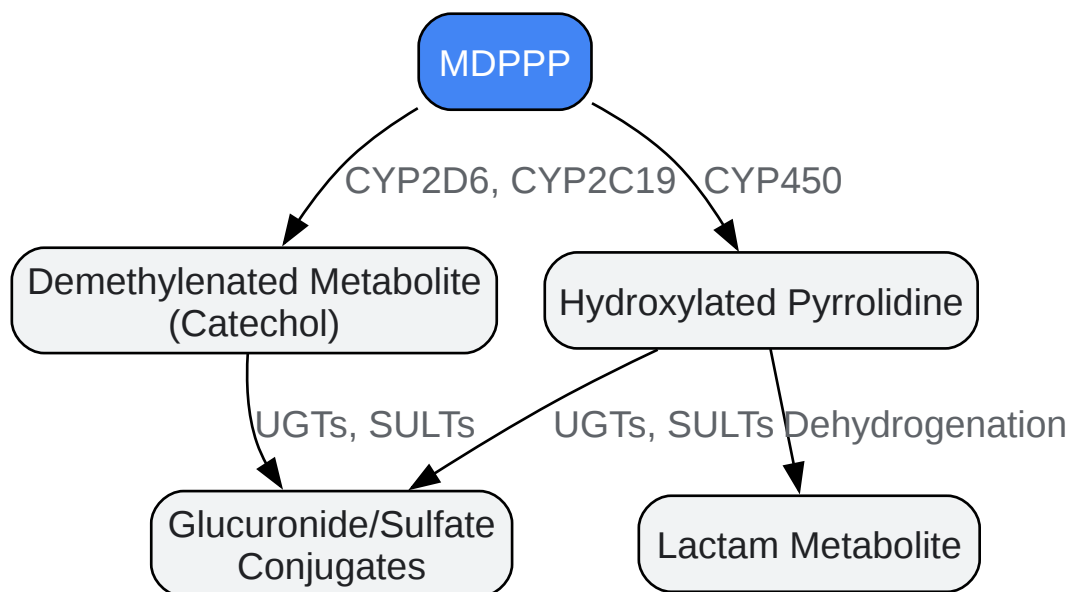 MDPPP
CYP2D6, CYP2C19
CYP450
Demethylenated Metabolite
(Catechol)
Hydroxylated Pyrrolidine
UGTs, SULTs
UGTs, SULTs
Dehydrogenation
Glucuronide/Sulfate
Conjugates
Lactam Metabolite